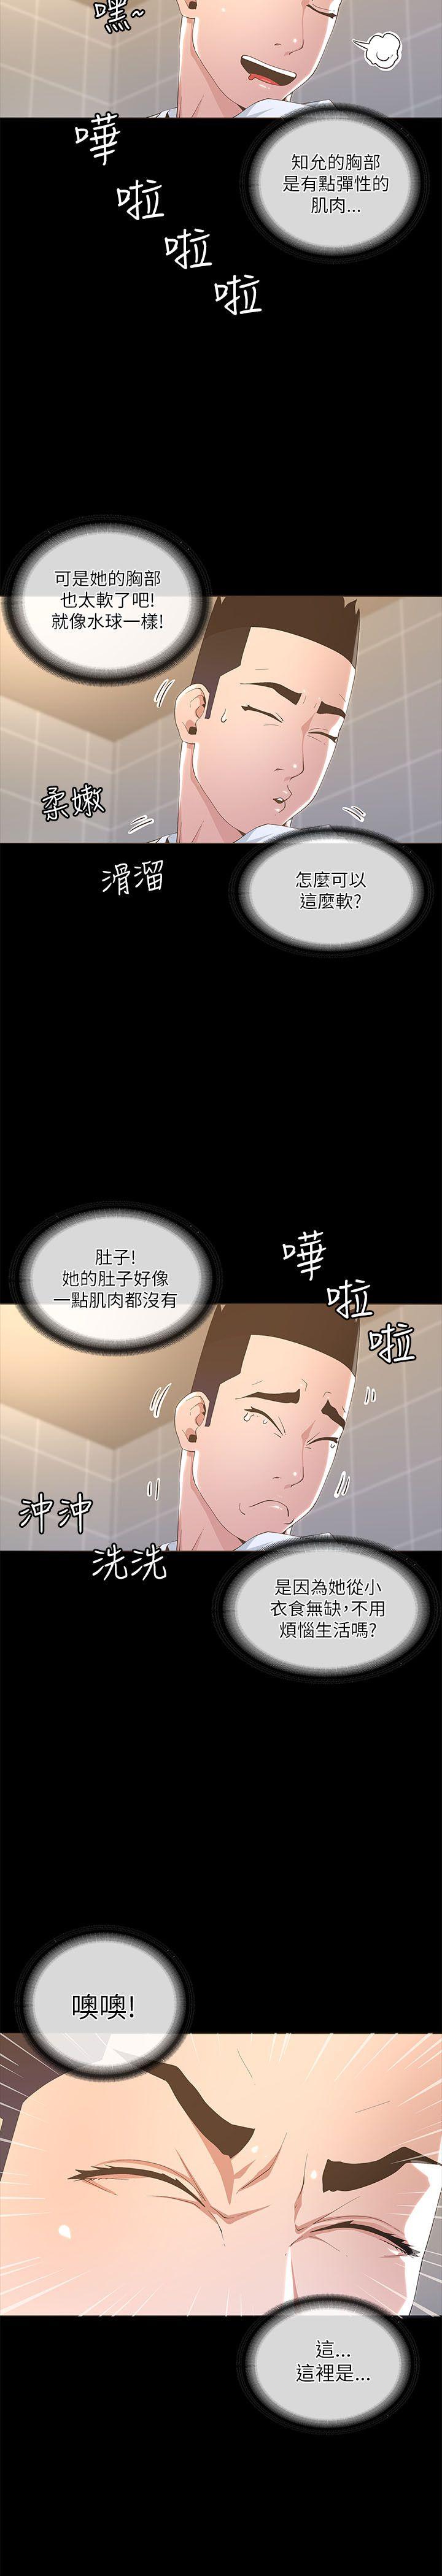 嘿~
知允的胸部
是有點彈性的
肌肉...
嘩
啦
啦
啦
可是她的胸部
也太軟了吧!
就像水球一樣!
柔嫩
滑溜
怎麼可以
這麼軟?
肚子!
她的肚子好像
一點肌肉都沒有
嘩
啦
啦
沖沖
洗洗
是因為她從小
衣食無缺,不用
煩惱生活嗎?
噢噢!
這...
這裡是...